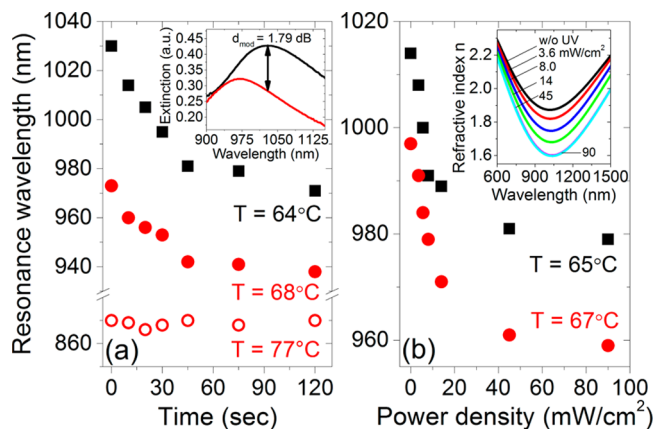 Resonance wavelength (nm)
1040
1020
1000
980
960
940
860
0 30 60 90 120
Time (sec)
(a)
T = 64°C
T = 68°C
T = 77°C
d_mod = 1.79 dB
Extinction (a.u.)
0.45
0.40
0.35
0.30
0.25
0.20
900 975 1050 1125
Wavelength (nm)
1020
1000
980
960
0 20 40 60 80 100
Power density (mW/cm²)
(b)
T = 65°C
T = 67°C
Refractive index n
2.2
2.0
1.8
1.6
600 900 1200 1500
Wavelength (nm)
w/o UV
3.6 mW/cm²
8.0
14
45
90